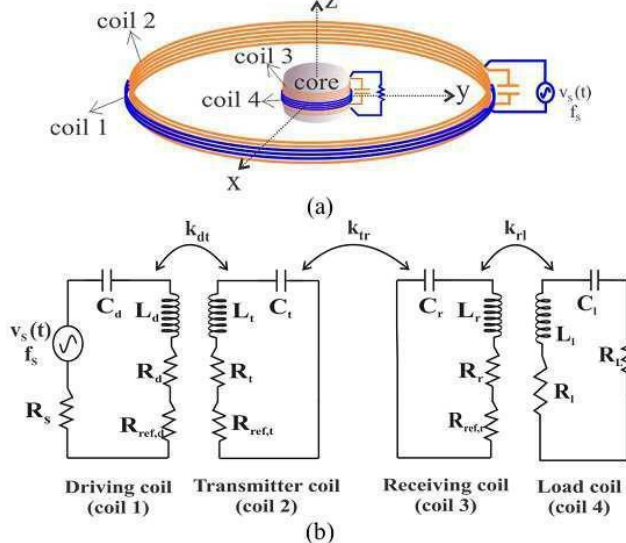 z
coil 2
coil 3
core
coil 4
y
coil 1
v_s(t)
f_s
x
(a)
k_dt
k_tr
k_rl
C_d
L_d
L_t
C_t
C_r
L_r
C_l
v_s(t)
f_s
L_l
R_L
R_d
R_t
R_r
R_l
R_s
R_ref,d
R_ref,t
R_ref,r
Driving coil
(coil 1)
Transmitter coil
(coil 2)
Receiving coil
(coil 3)
Load coil
(coil 4)
(b)